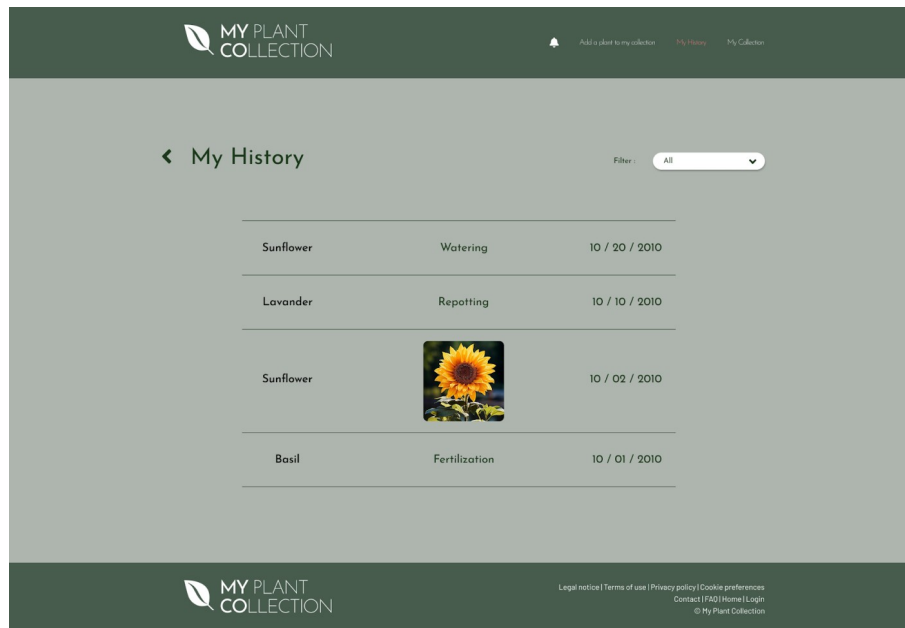 MY PLANT
COLLECTION
Add a plant to my collection My History My Collection
My History
Filter : All
Sunflower Watering 10 / 20 / 2010
Lavander Repotting 10 / 10 / 2010
Sunflower 10 / 02 / 2010
Basil Fertilization 10 / 01 / 2010
MY PLANT
COLLECTION
Legal notice | Terms of use | Privacy policy | Cookie preferences
Contact | FAQ | Home | Login
© My Plant Collection